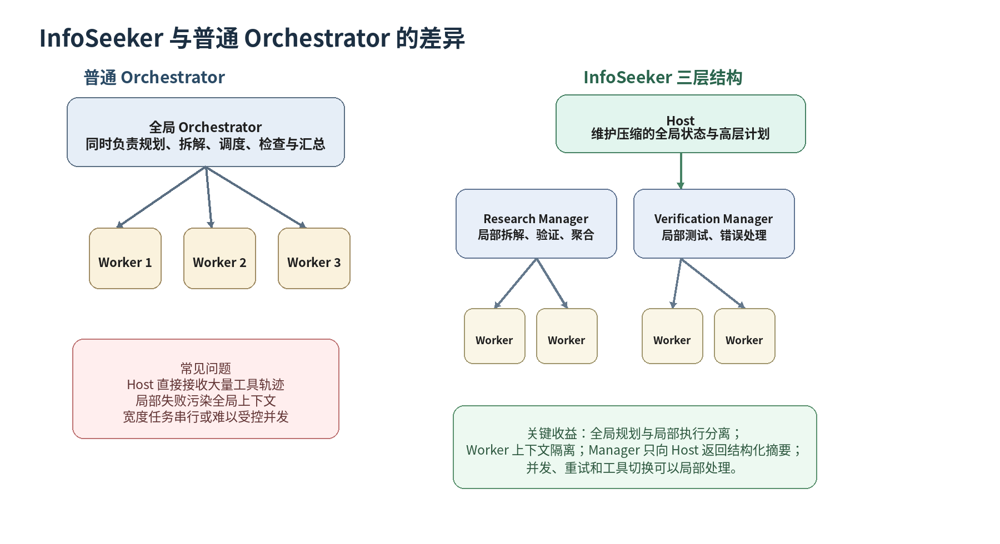 InfoSeeker 与普通 Orchestrator 的差异
普通 Orchestrator
全局 Orchestrator
同时负责规划、拆解、调度、检查与汇总
Worker 1
Worker 2
Worker 3
常见问题
Host 直接接收大量工具轨迹
局部失败污染全局上下文
宽度任务串行或难以受控并发
InfoSeeker 三层结构
Host
维护压缩的全局状态与高层计划
Research Manager
局部拆解、验证、聚合
Verification Manager
局部测试、错误处理
Worker
Worker
Worker
Worker
关键收益：全局规划与局部执行分离；
Worker 上下文隔离；Manager 只向 Host 返回结构化摘要；
并发、重试和工具切换可以局部处理。